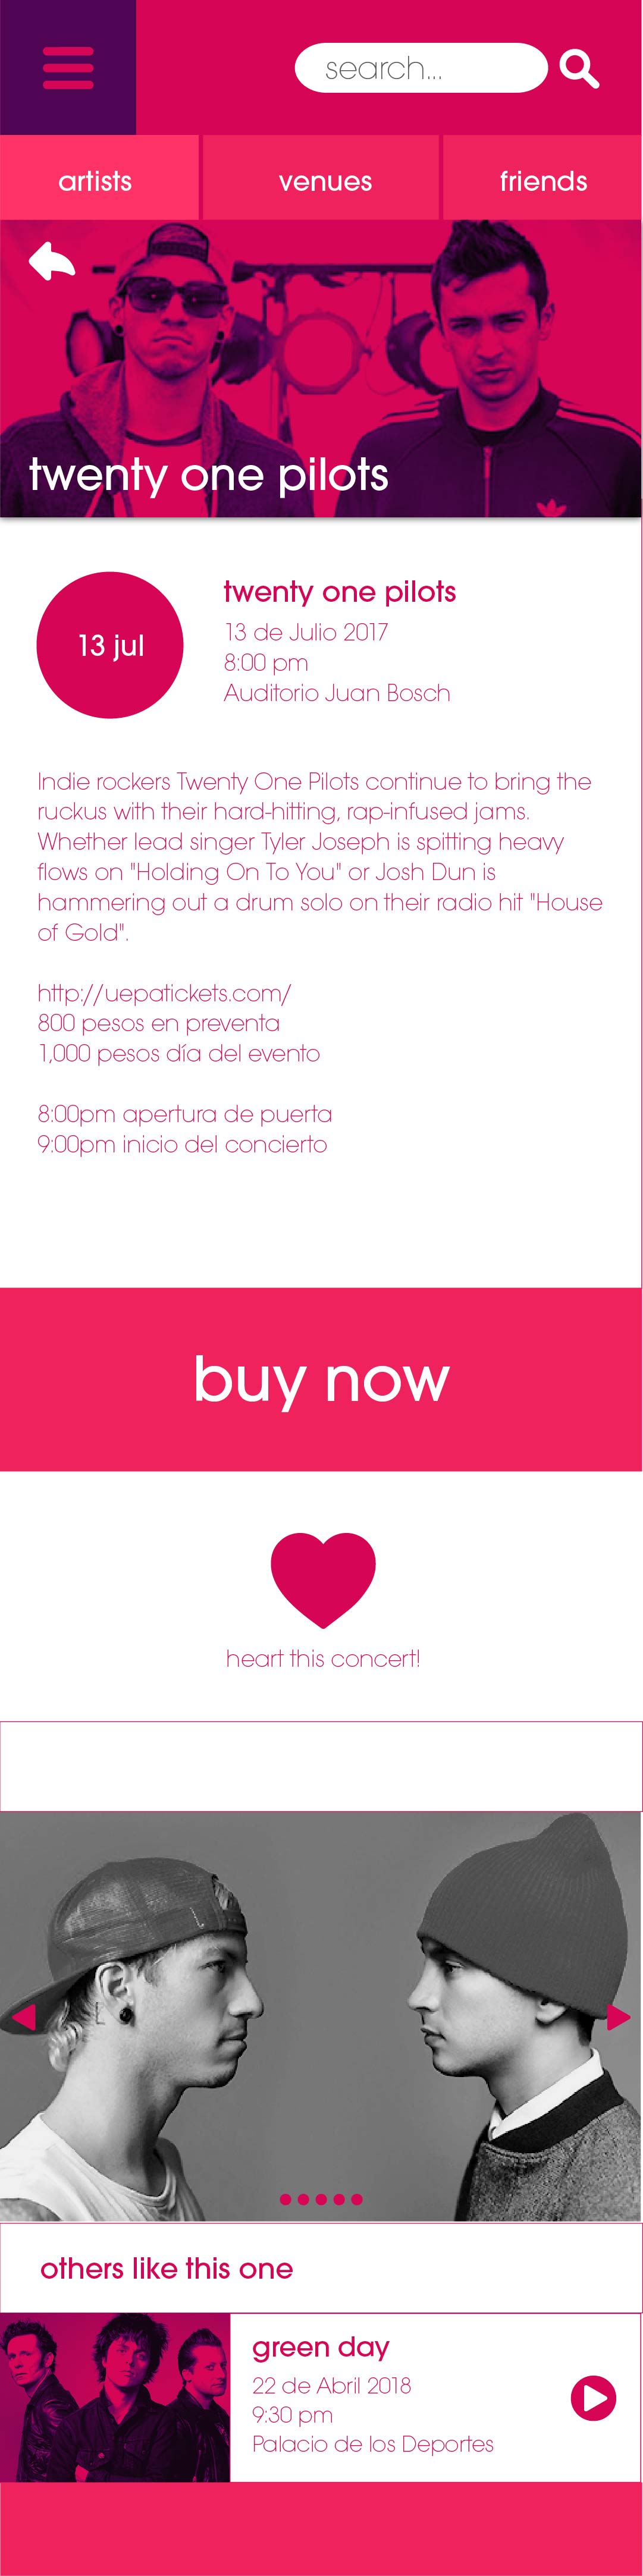 search...
artists
venues
friends
twenty one pilots
13 jul
twenty one pilots
13 de Julio 2017
8:00 pm
Auditorio Juan Bosch
Indie rockers Twenty One Pilots continue to bring the
ruckus with their hard-hitting, rap-infused jams.
Whether lead singer Tyler Joseph is spitting heavy
flows on "Holding On To You" or Josh Dun is
hammering out a drum solo on their radio hit "House
of Gold".
http://uepatickets.com/
800 pesos en preventa
1,000 pesos día del evento
8:00pm apertura de puerta
9:00pm inicio del concierto
buy now
heart this concert!
others like this one
green day
22 de Abril 2018
9:30 pm
Palacio de los Deportes